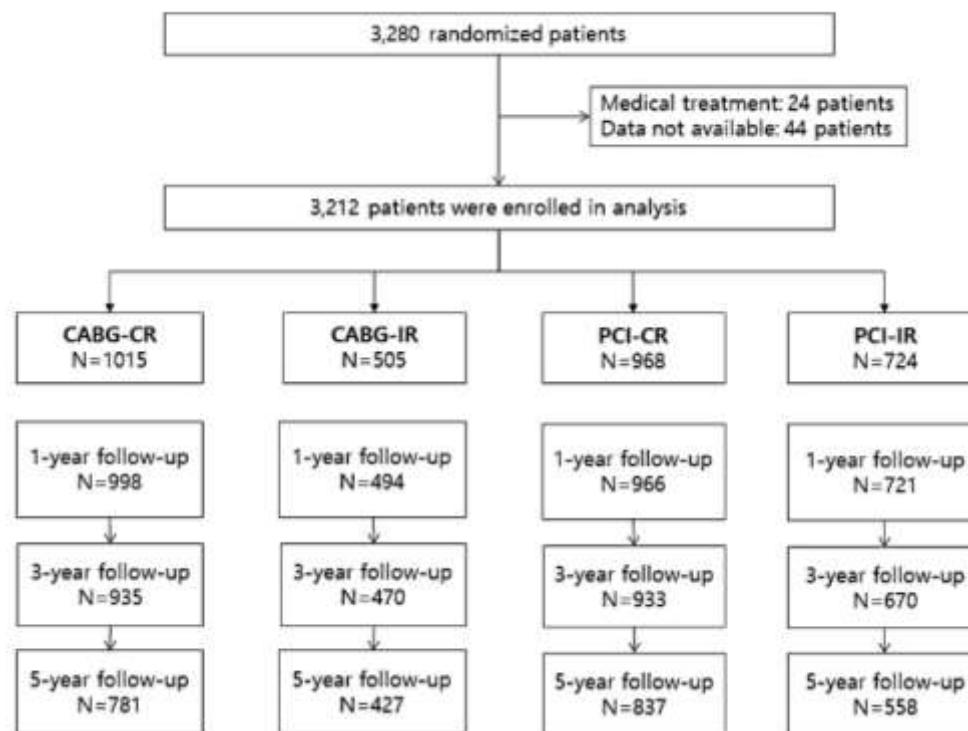 3,280 randomized patients
Medical treatment: 24 patients
Data not available: 44 patients
3,212 patients were enrolled in analysis
CABG-CR
N=1015
CABG-IR
N=505
PCI-CR
N=968
PCI-IR
N=724
1-year follow-up
N=998
1-year follow-up
N=494
1-year follow-up
N=966
1-year follow-up
N=721
3-year follow-up
N=935
3-year follow-up
N=470
3-year follow-up
N=933
3-year follow-up
N=670
5-year follow-up
N=781
5-year follow-up
N=427
5-year follow-up
N=837
5-year follow-up
N=558